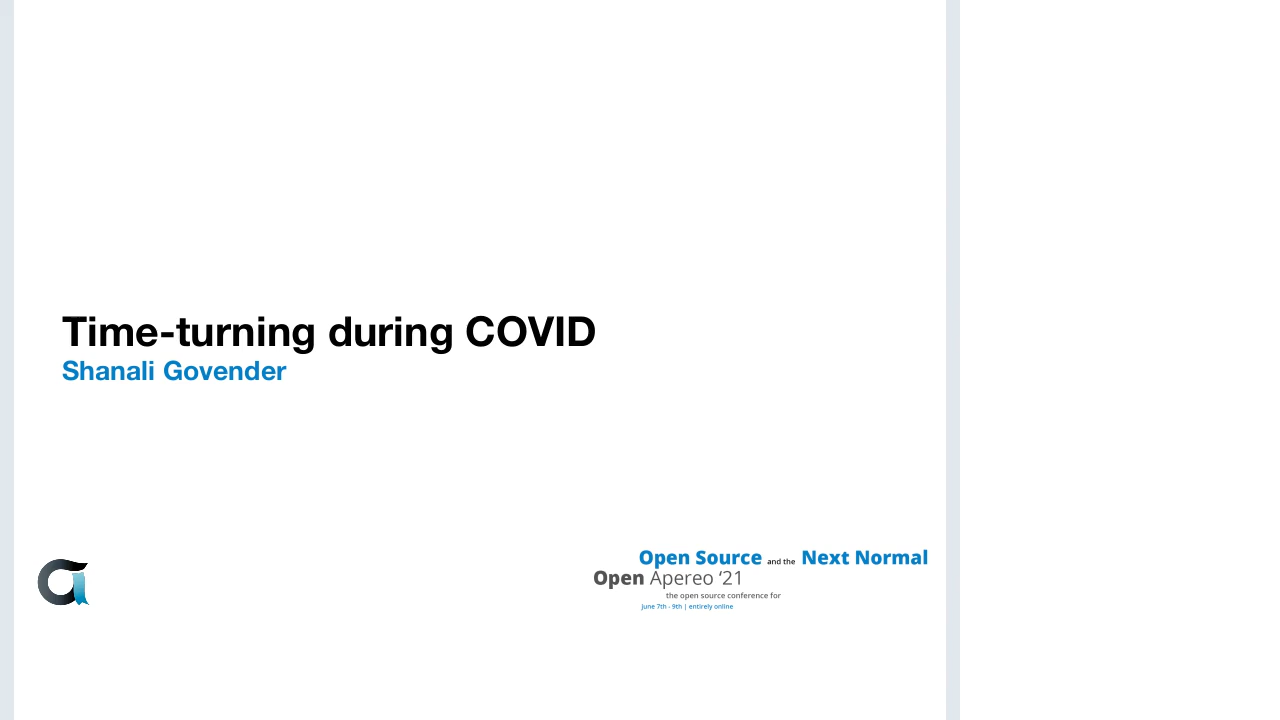 Time-turning during COVID
Shanali Govender
Open Source and the Next Normal
Open Apereo ‘21
the open source conference for
June 7th - 9th | entirely online